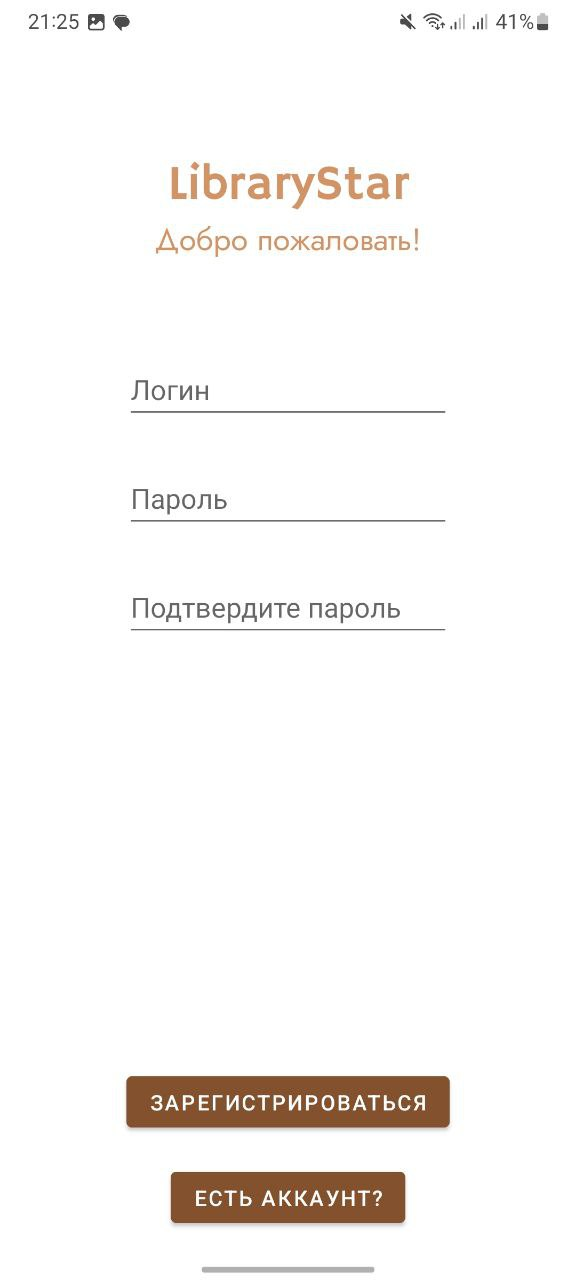 21:25 41%
LibraryStar
Добро пожаловать!
Логин
Пароль
Подтвердите пароль
ЗАРЕГИСТРИРОВАТЬСЯ
ЕСТЬ АККАУНТ?